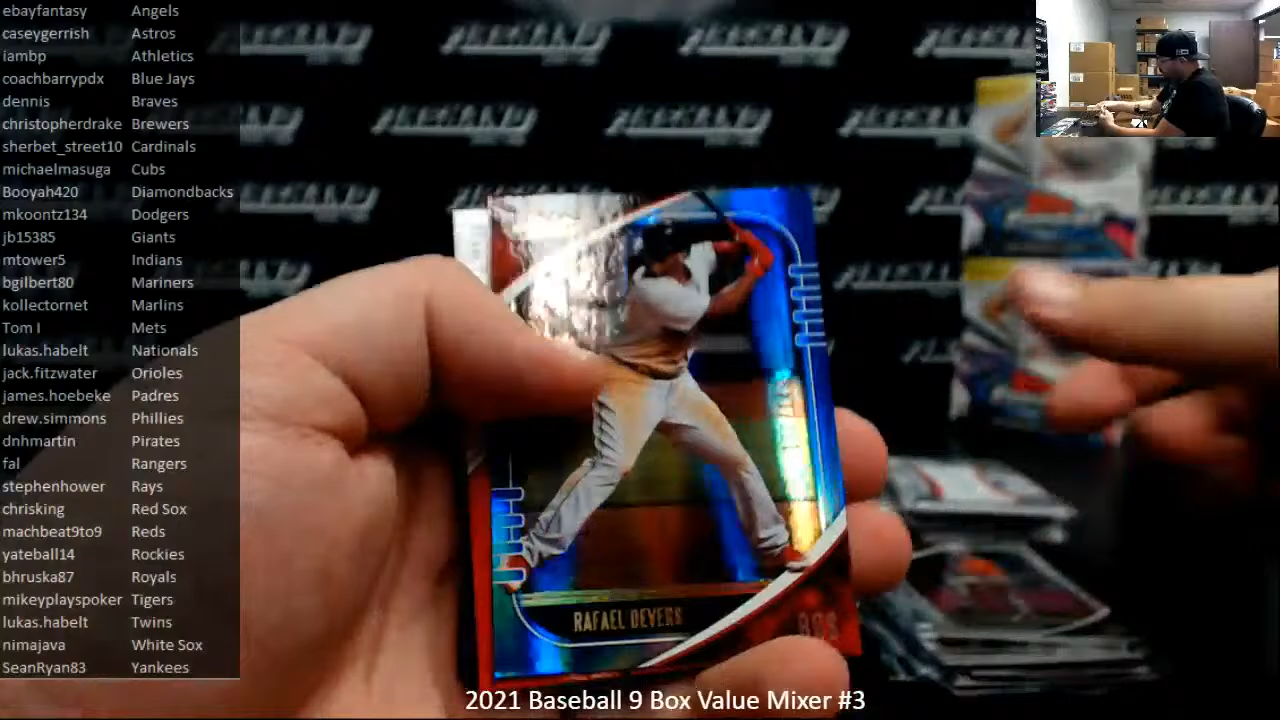 ebayfantasy Angels
caseygerrish Astros
iambp Athletics
coachbarrypdx Blue Jays
dennis Braves
christopherdrake Brewers
sherbet_street10 Cardinals
michaelmasuga Cubs
Booyah420 Diamondbacks
mkoontz134 Dodgers
jb15385 Giants
mtower5 Indians
bgilbert80 Mariners
kollectornet Marlins
Tom I Mets
lukas.habelt Nationals
jack.fitzwater Orioles
james.hoebeke Padres
drew.simmons Phillies
dnhmartin Pirates
fal Rangers
stephenhower Rays
chrisking Red Sox
machbeat9to9 Reds
yateball14 Rockies
bhruska87 Royals
mikeyplayspoker Tigers
lukas.habelt Twins
nimajava White Sox
SeanRyan83 Yankees
RAFAEL DEVERS
BOS
2021 Baseball 9 Box Value Mixer #3